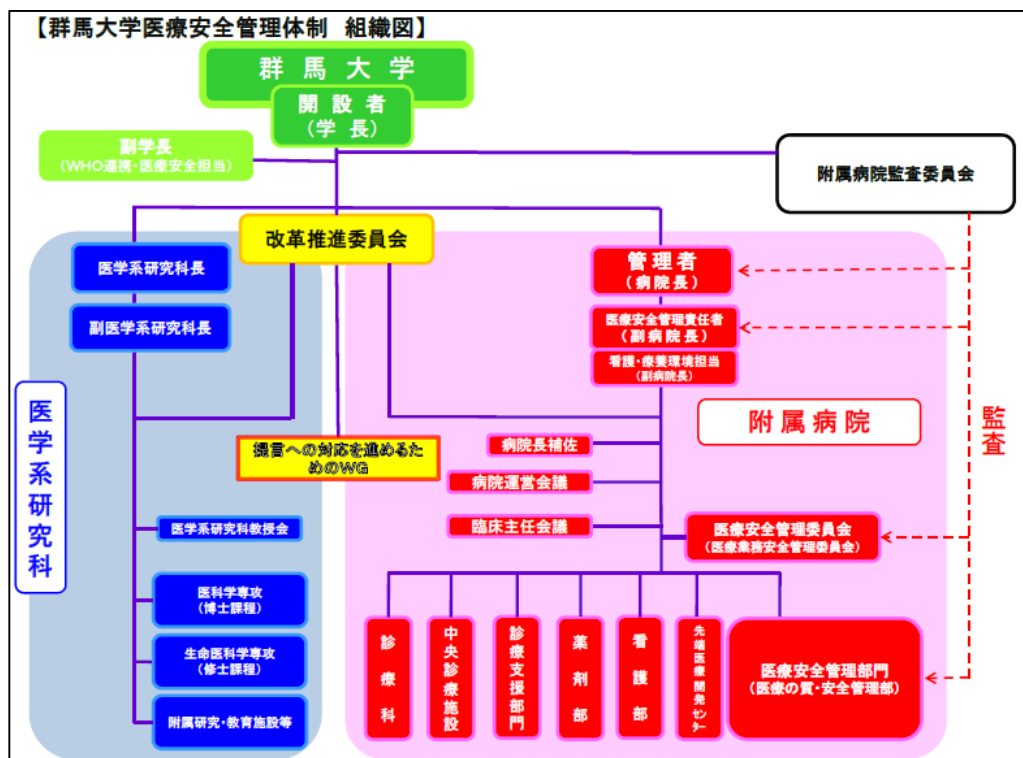 【群馬大学医療安全管理体制 組織図】
群馬大学
開設者
（学長）
副学長
（WHO連携・医療安全担当）
附属病院監査委員会
改革推進委員会
医学系研究科長
副医学系研究科長
管理者
（病院長）
医療安全管理責任者
（副病院長）
看護・療養環境担当
（副病院長）
附属病院
監査
医学系研究科
提言への対応を進めるた
めのWG
病院長補佐
病院運営会議
臨床主任会議
医療安全管理委員会
（医療業務安全管理委員会）
医学系研究科教授会
医科学専攻
（博士課程）
生命医科学専攻
（修士課程）
附属研究・教育施設等
診療科
中央診療施設
診療支援部門
薬剤部
看護部
先端医療開発センター
医療安全管理部門
（医療の質・安全管理部）